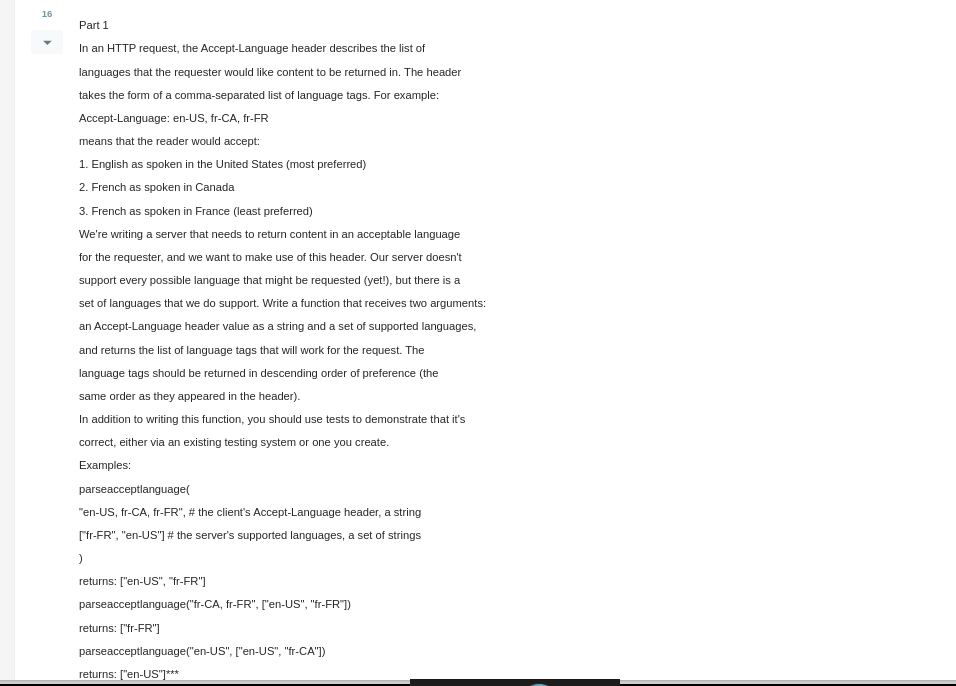 16
Part 1
In an HTTP request, the Accept-Language header describes the list of
languages that the requester would like content to be returned in. The header
takes the form of a comma-separated list of language tags. For example:
Accept-Language: en-US, fr-CA, fr-FR
means that the reader would accept:
1. English as spoken in the United States (most preferred)
2. French as spoken in Canada
3. French as spoken in France (least preferred)
We're writing a server that needs to return content in an acceptable language
for the requester, and we want to make use of this header. Our server doesn't
support every possible language that might be requested (yet!), but there is a
set of languages that we do support. Write a function that receives two arguments:
an Accept-Language header value as a string and a set of supported languages,
and returns the list of language tags that will work for the request. The
language tags should be returned in descending order of preference (the
same order as they appeared in the header).
In addition to writing this function, you should use tests to demonstrate that it's
correct, either via an existing testing system or one you create.
Examples:
parseacceptlanguage(
"en-US, fr-CA, fr-FR", # the client's Accept-Language header, a string
["fr-FR", "en-US"] # the server's supported languages, a set of strings
)
returns: ["en-US", "fr-FR"]
parseacceptlanguage("fr-CA, fr-FR", ["en-US", "fr-FR"])
returns: ["fr-FR"]
parseacceptlanguage("en-US", ["en-US", "fr-CA"])
returns: ["en-US"]***